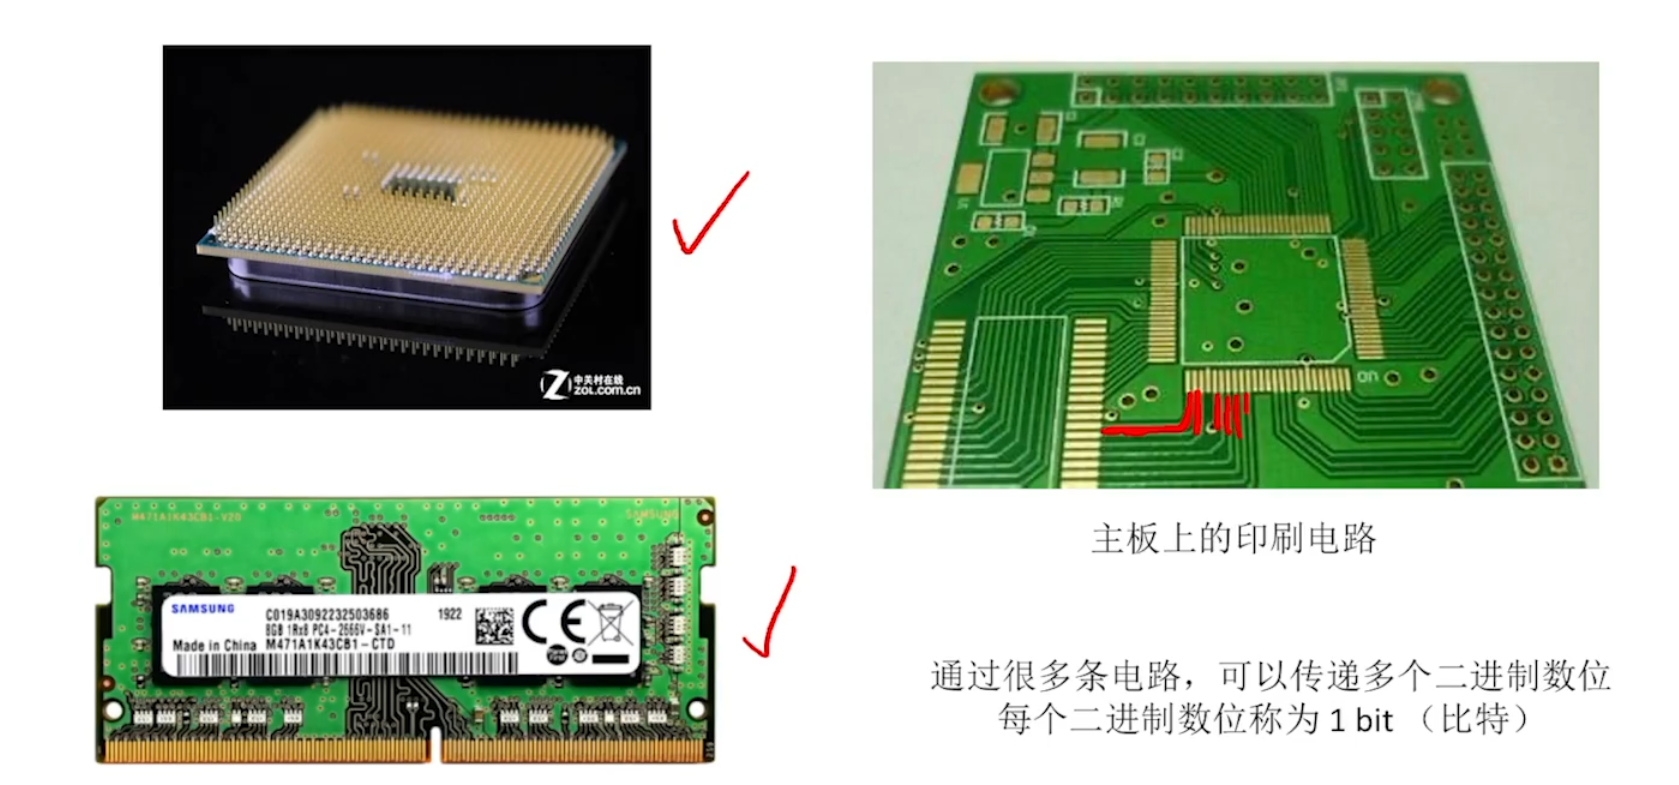 中关村在线
ZOL.COM.CN
主板上的印刷电路
M471A1K43CB1-V20
SAMSUNG
SAMSUNG
C019A3092232503686
1922
8GB 1Rx8 PC4-2666V-SA1-11
Made in China M471A1K43CB1-CTD
CE
通过很多条电路，可以传递多个二进制数位
每个二进制数位称为 1 bit （比特）